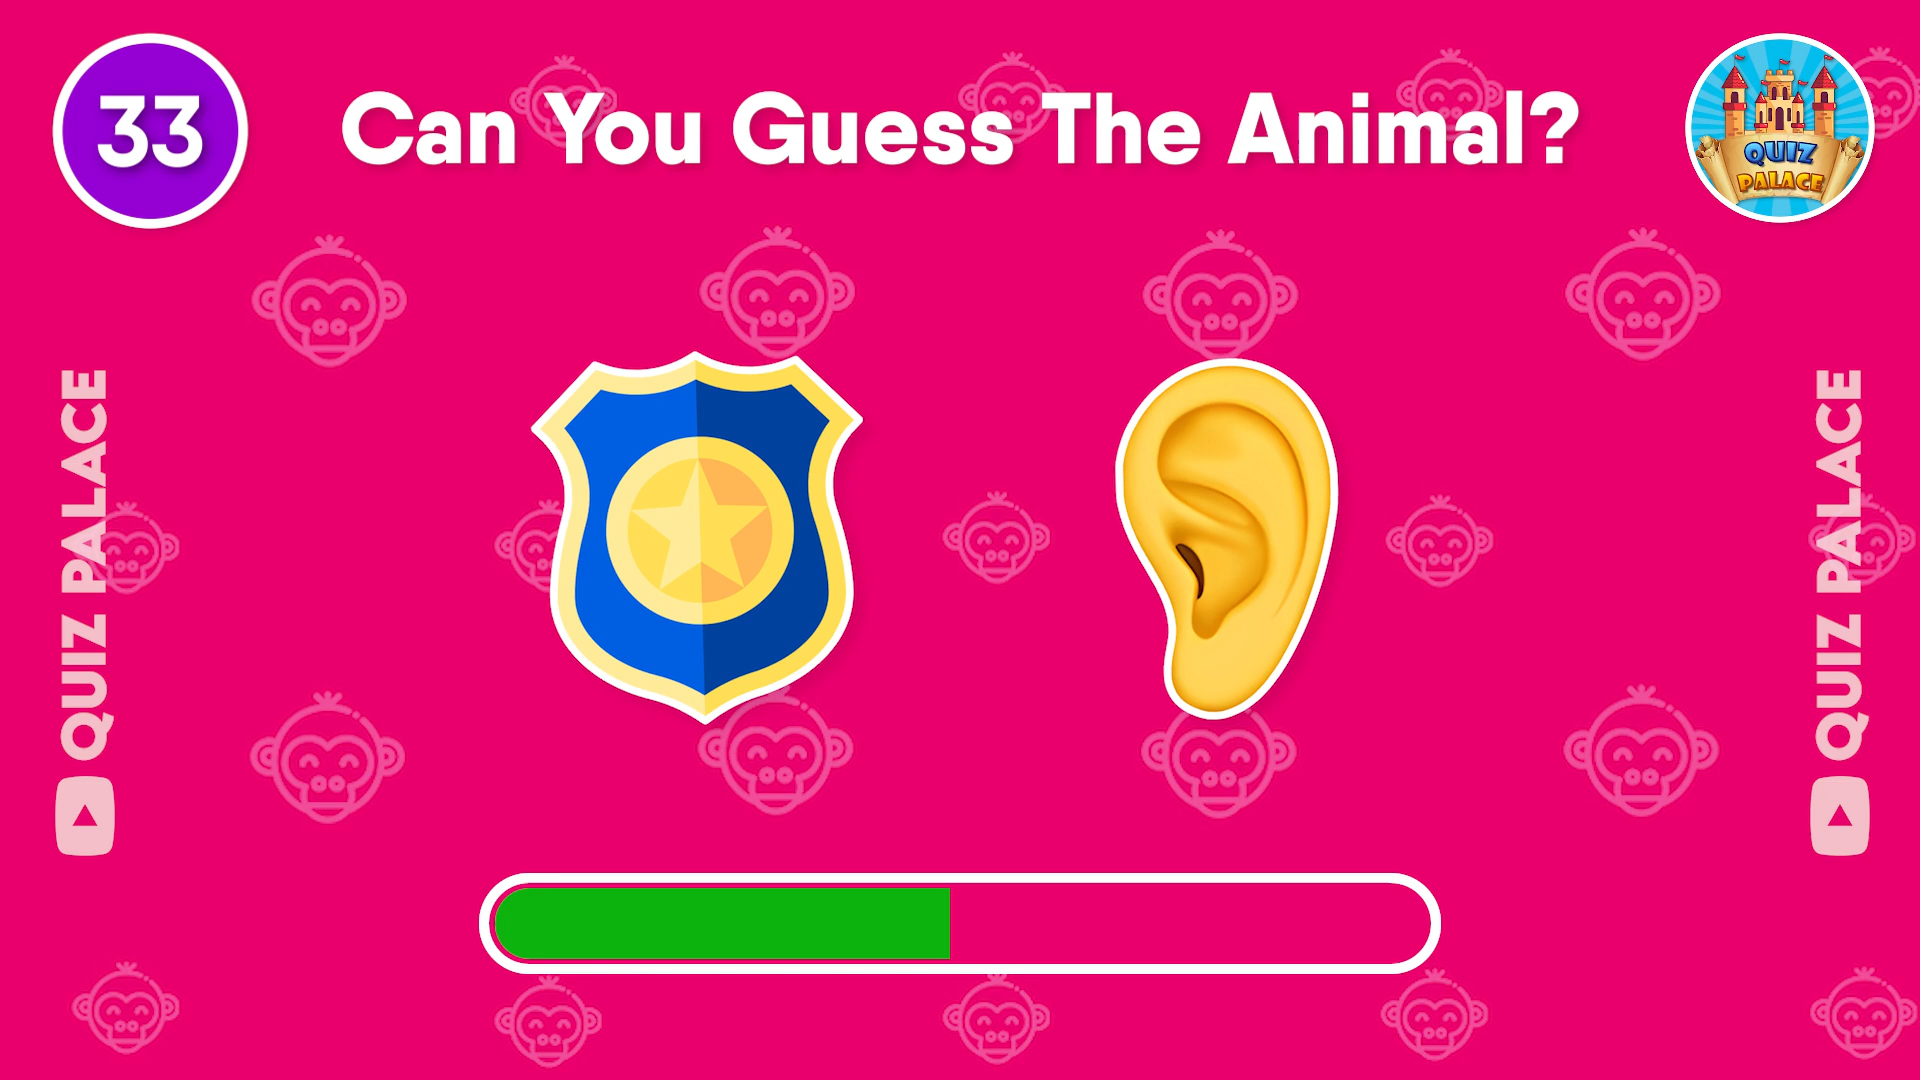 33
Can You Guess The Animal?
QUIZ
PALACE
QUIZ PALACE
QUIZ PALACE